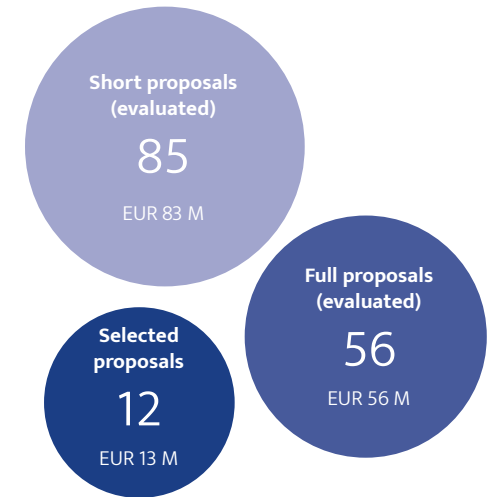 Short proposals
(evaluated)
85
EUR 83 M
Full proposals
(evaluated)
56
EUR 56 M
Selected
proposals
12
EUR 13 M